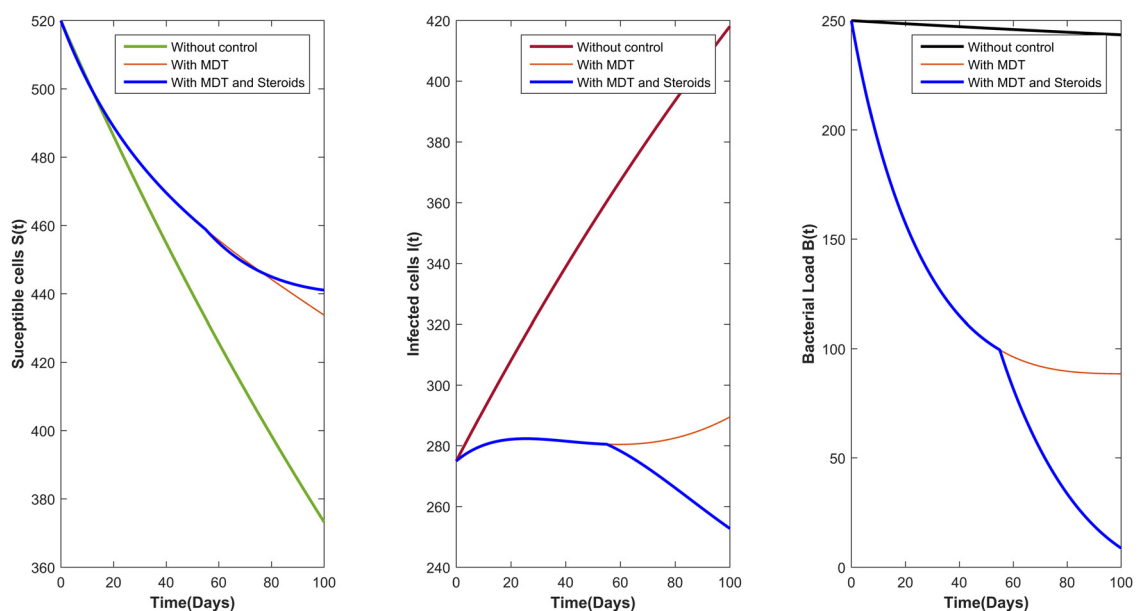 520
500
480
460
440
420
400
380
360
Suceptible cells S(t)
0 20 40 60 80 100
Time(Days)
Without control
With MDT
With MDT and Steroids
420
400
380
360
340
320
300
280
260
240
Infected cells I(t)
0 20 40 60 80 100
Time(Days)
Without control
With MDT
With MDT and Steroids
250
200
150
100
50
0
Bacterial Load B(t)
0 20 40 60 80 100
Time(Days)
Without control
With MDT
With MDT and Steroids